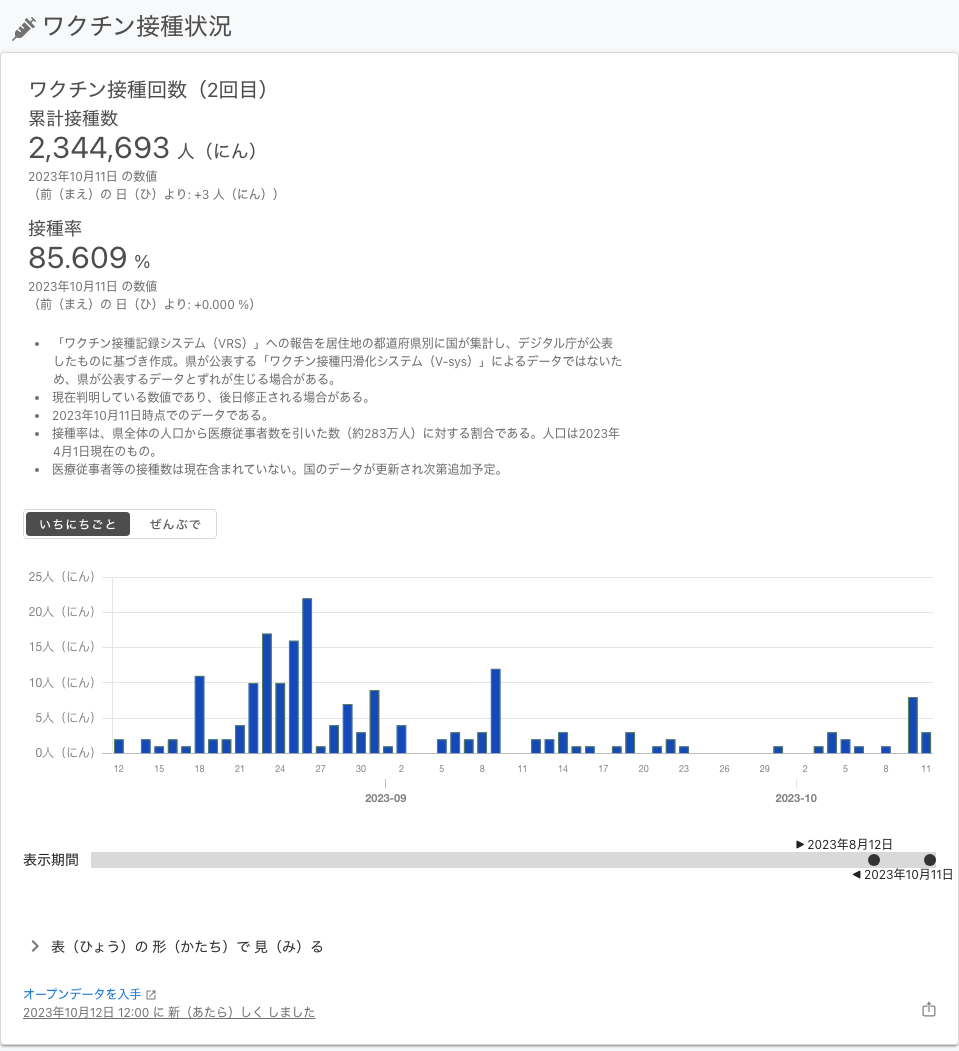 ワクチン接種状況
ワクチン接種回数（2回目）
累計接種数
2,344,693 人（にん）
2023年10月11日 の数値
（前（まえ）の 日（ひ）より: +3 人（にん））
接種率
85.609 %
2023年10月11日 の数値
（前（まえ）の 日（ひ）より: +0.000 %）
• 「ワクチン接種記録システム（VRS）」への報告を居住地の都道府県別に国が集計し、デジタル庁が公表
したものに基づき作成。県が公表する「ワクチン接種円滑化システム（V-sys）」によるデータではないた
め、県が公表するデータとずれが生じる場合がある。
• 現在判明している数値であり、後日修正される場合がある。
• 2023年10月11日時点でのデータである。
• 接種率は、県全体の人口から医療従事者数を引いた数（約283万人）に対する割合である。人口は2023年
4月1日現在のもの。
• 医療従事者等の接種数は現在含まれていない。国のデータが更新され次第追加予定。
いちにちごと ぜんぶで
25人（にん）
20人（にん）
15人（にん）
10人（にん）
5人（にん）
0人（にん）
12 15 18 21 24 27 30 2 5 8 11 14 17 20 23 26 29 2 5 8 11
2023-09 2023-10
▶ 2023年8月12日
表示期間
◀ 2023年10月11日
表（ひょう）の 形（かたち）で 見（み）る
オープンデータを入手
2023年10月12日 12:00 に 新（あたら）しく しました